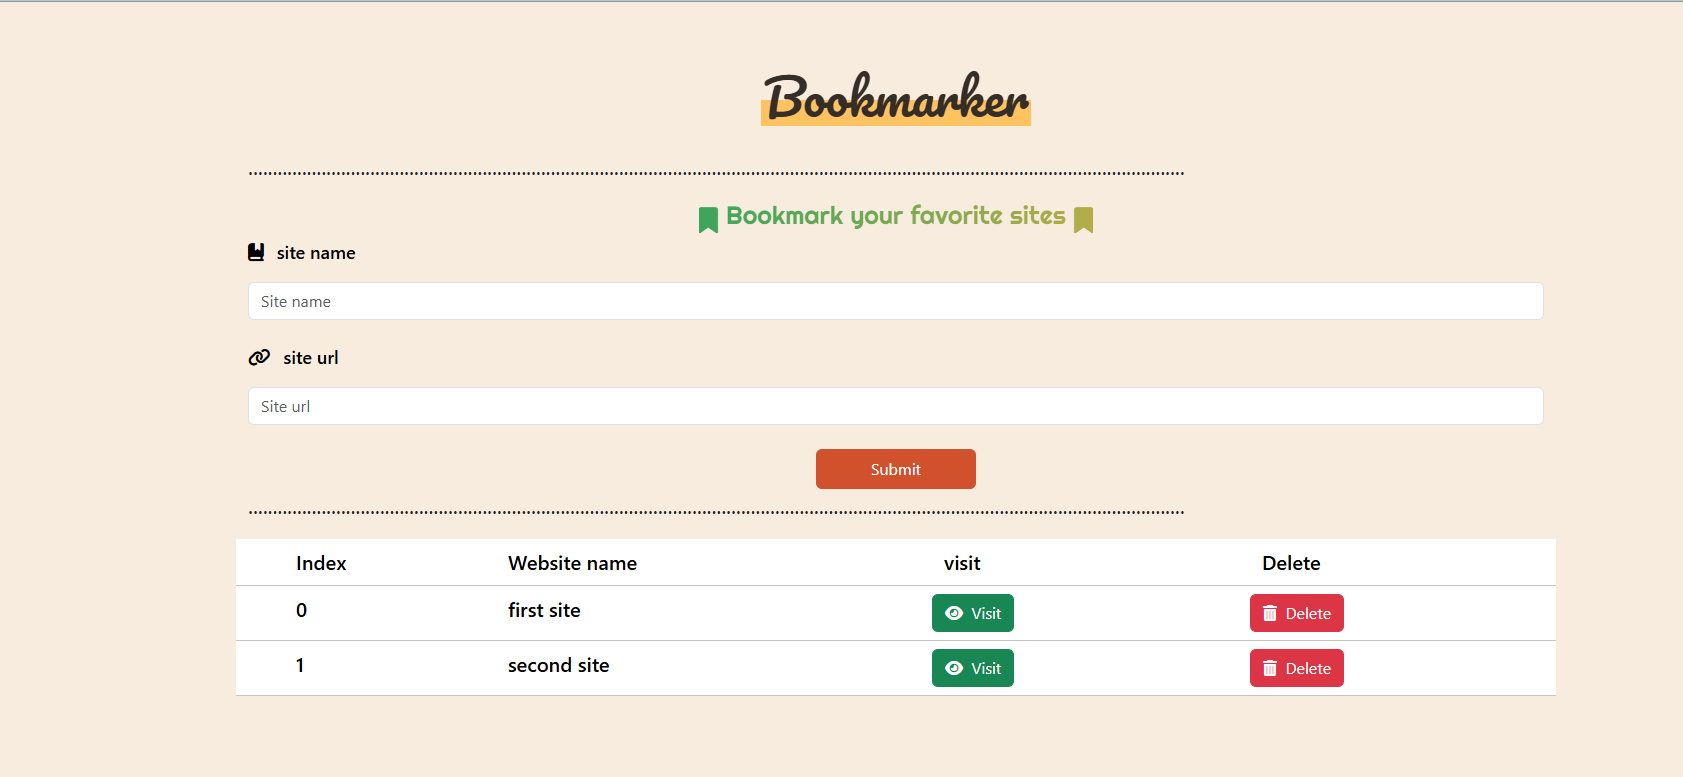 Bookmarker
Bookmark your favorite sites
site name
Site name
site url
Site url
Submit
Index Website name visit Delete
0 first site Visit Delete
1 second site Visit Delete